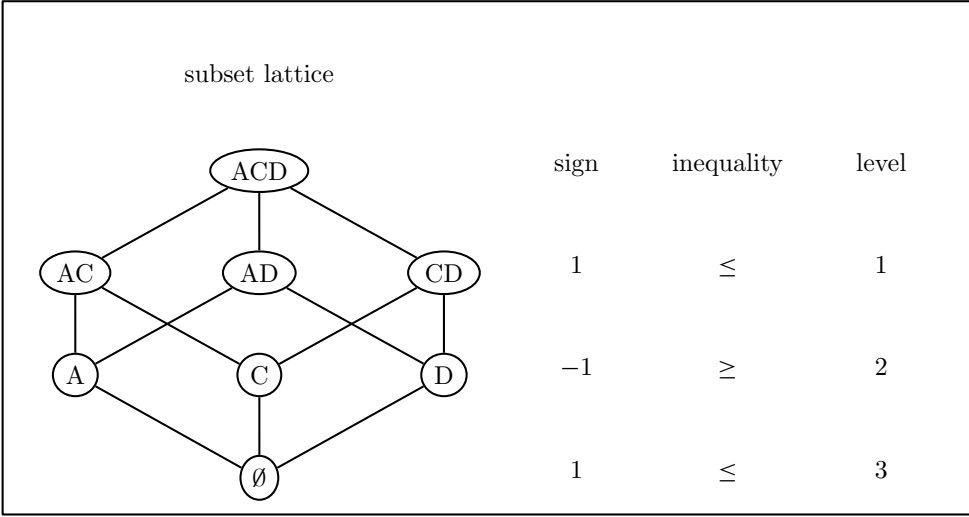 subset lattice
ACD sign inequality level
AC AD CD 1 ≤ 1
A C D −1 ≥ 2
∅ 1 ≤ 3